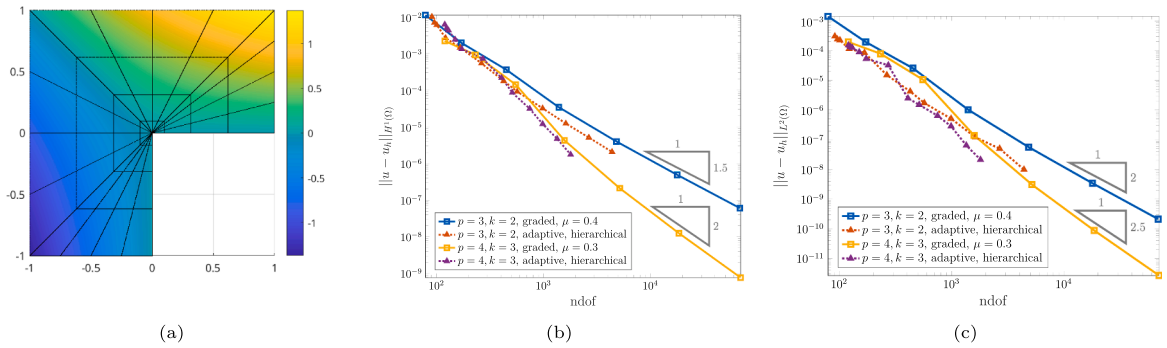 1
0.5
0
-0.5
-1
-1 -0.5 0 0.5 1
1
0.5
0
-0.5
-1
(a)
||u − u_h||_{H^1(Ω)}
10^{-2}
10^{-3}
10^{-4}
10^{-5}
10^{-6}
10^{-7}
10^{-8}
10^{-9}
1
1.5
1
2
p = 3, k = 2, graded, μ = 0.4
p = 3, k = 2, adaptive, hierarchical
p = 4, k = 3, graded, μ = 0.3
p = 4, k = 3, adaptive, hierarchical
10^2 10^3 10^4
ndof
(b)
||u − u_h||_{L^2(Ω)}
10^{-3}
10^{-4}
10^{-5}
10^{-6}
10^{-7}
10^{-8}
10^{-9}
10^{-10}
10^{-11}
1
2
1
2.5
p = 3, k = 2, graded, μ = 0.4
p = 3, k = 2, adaptive, hierarchical
p = 4, k = 3, graded, μ = 0.3
p = 4, k = 3, adaptive, hierarchical
10^2 10^3 10^4
ndof
(c)